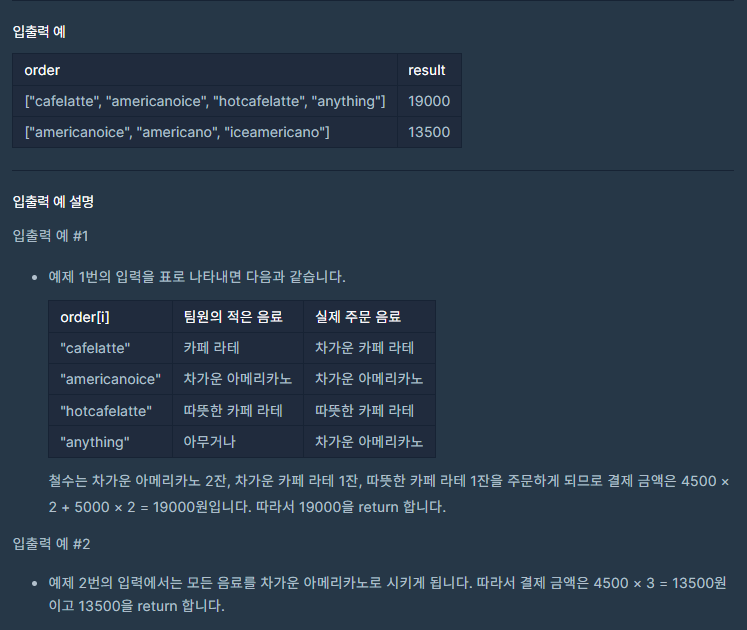 입출력 예
order result
["cafelatte", "americanoice", "hotcafelatte", "anything"] 19000
["americanoice", "americano", "iceamericano"] 13500
입출력 예 설명
입출력 예 #1
예제 1번의 입력을 표로 나타내면 다음과 같습니다.
order[i] 팀원의 적은 음료 실제 주문 음료
"cafelatte" 카페 라테 차가운 카페 라테
"americanoice" 차가운 아메리카노 차가운 아메리카노
"hotcafelatte" 따뜻한 카페 라테 따뜻한 카페 라테
"anything" 아무거나 차가운 아메리카노
철수는 차가운 아메리카노 2잔, 차가운 카페 라테 1잔, 따뜻한 카페 라테 1잔을 주문하게 되므로 결제 금액은 4500 ×
2 + 5000 × 2 = 19000원입니다. 따라서 19000을 return 합니다.
입출력 예 #2
예제 2번의 입력에서는 모든 음료를 차가운 아메리카노로 시키게 됩니다. 따라서 결제 금액은 4500 × 3 = 13500원
이고 13500을 return 합니다.